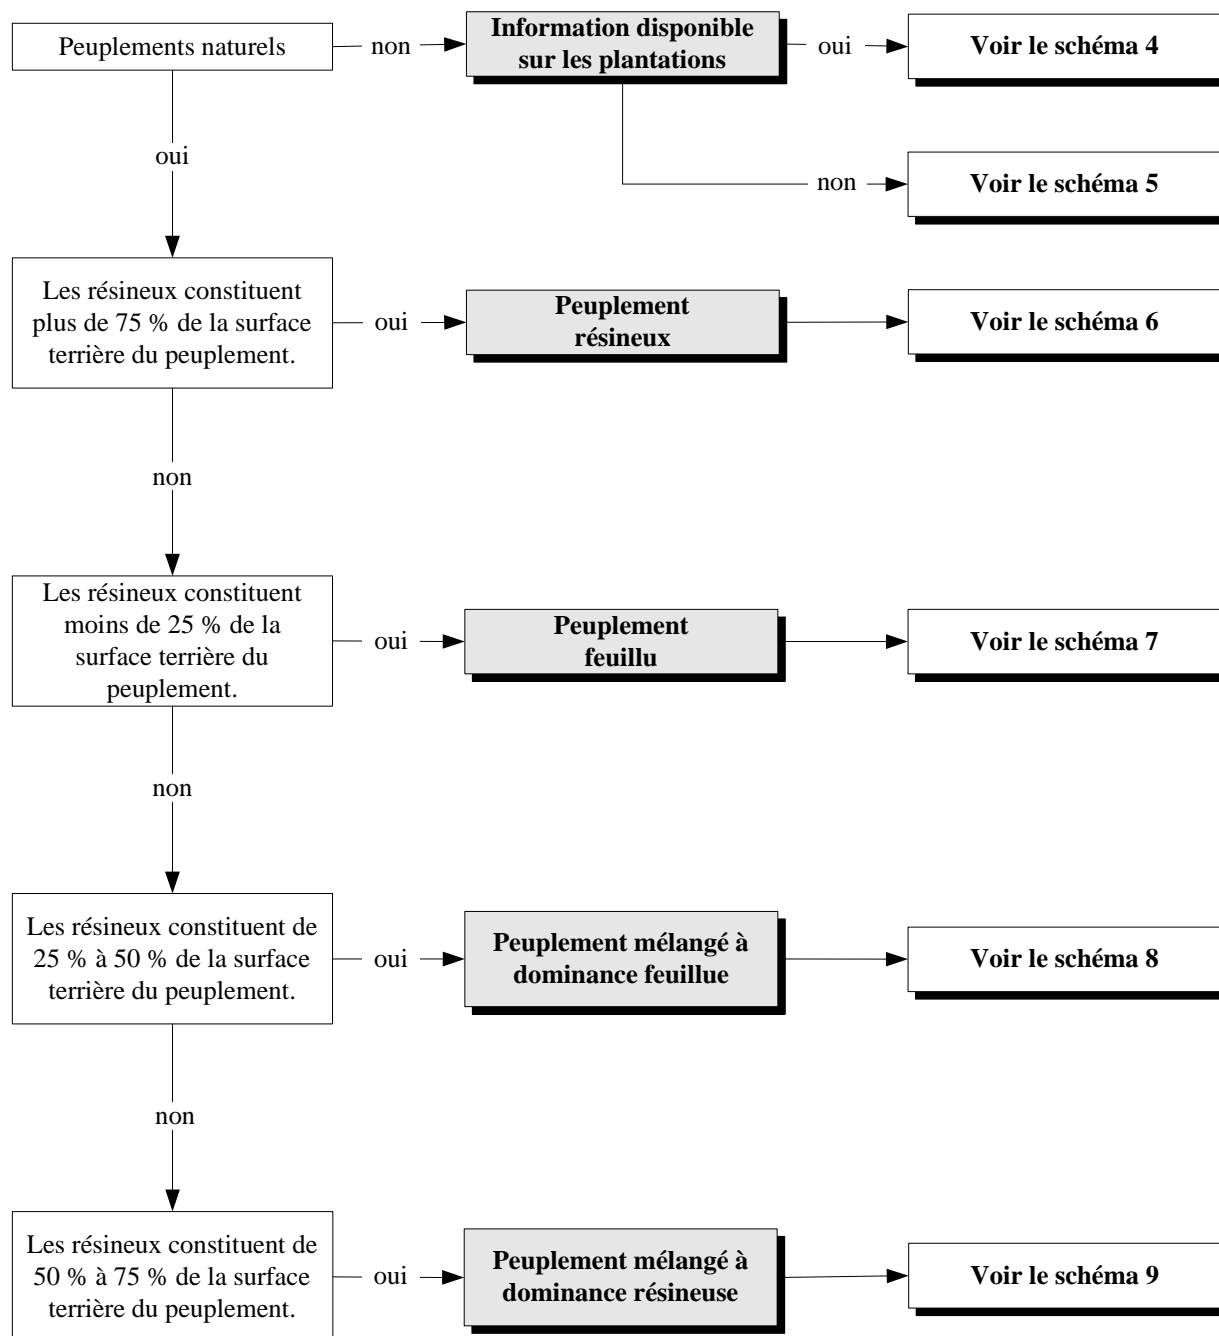 Peuplements naturels
non
Information disponible
sur les plantations
oui
Voir le schéma 4
oui
non
Voir le schéma 5
Les résineux constituent
plus de 75 % de la surface
terrière du peuplement.
oui
Peuplement
résineux
Voir le schéma 6
non
Les résineux constituent
moins de 25 % de la
surface terrière du
peuplement.
oui
Peuplement
feuillu
Voir le schéma 7
non
Les résineux constituent de
25 % à 50 % de la surface
terrière du peuplement.
oui
Peuplement mélangé à
dominance feuillue
Voir le schéma 8
non
Les résineux constituent de
50 % à 75 % de la surface
terrière du peuplement.
oui
Peuplement mélangé à
dominance résineuse
Voir le schéma 9